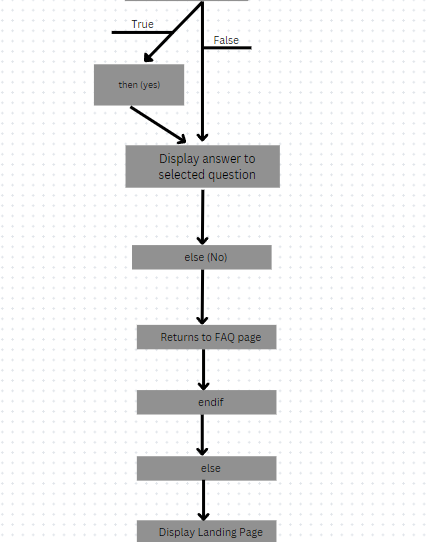 True
False
then (yes)
Display answer to
selected question
else (No)
Returns to FAQ page
endif
else
Display Landing Page